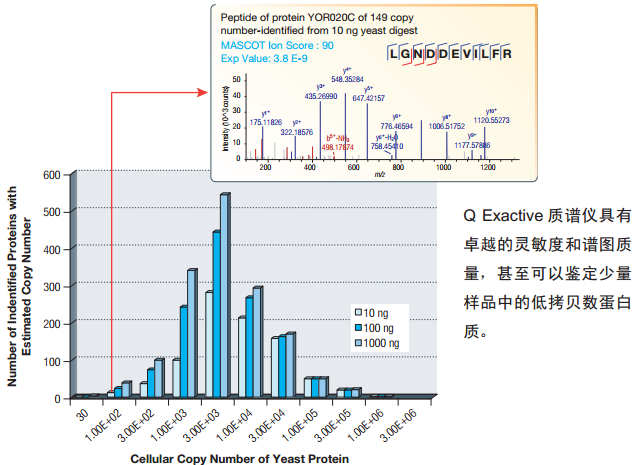 Peptide of protein YOR020C of 149 copy
number-identified from 10 ng yeast digest
MASCOT Ion Score : 90
Exp Value: 3.8 E-9
LGNDDEVILFR
Intensity (10^3 counts)
50
40
30
20
10
0
y1+
175.11826
y2+
322.18576
y3+
435.26990
y4+
548.35284
y5+
647.42157
b5+-NH3
498.17874
y6+
776.46594
y6+-H2O
758.45410
y8+
1006.51752
y9+
1177.57886
y10+
1120.55273
200
400
600
800
1000
1200
m/z
Number of Indentified Proteins with
Estimated Copy Number
600
500
400
300
200
100
0
10 ng
100 ng
1000 ng
30
1.00E+02
3.00E+02
1.00E+03
3.00E+03
1.00E+04
3.00E+04
1.00E+05
3.00E+05
1.00E+06
3.00E+06
Cellular Copy Number of Yeast Protein
Q Exactive 质谱仪具有
卓越的灵敏度和谱图质
量，甚至可以鉴定少量
样品中的低拷贝数蛋白
质。